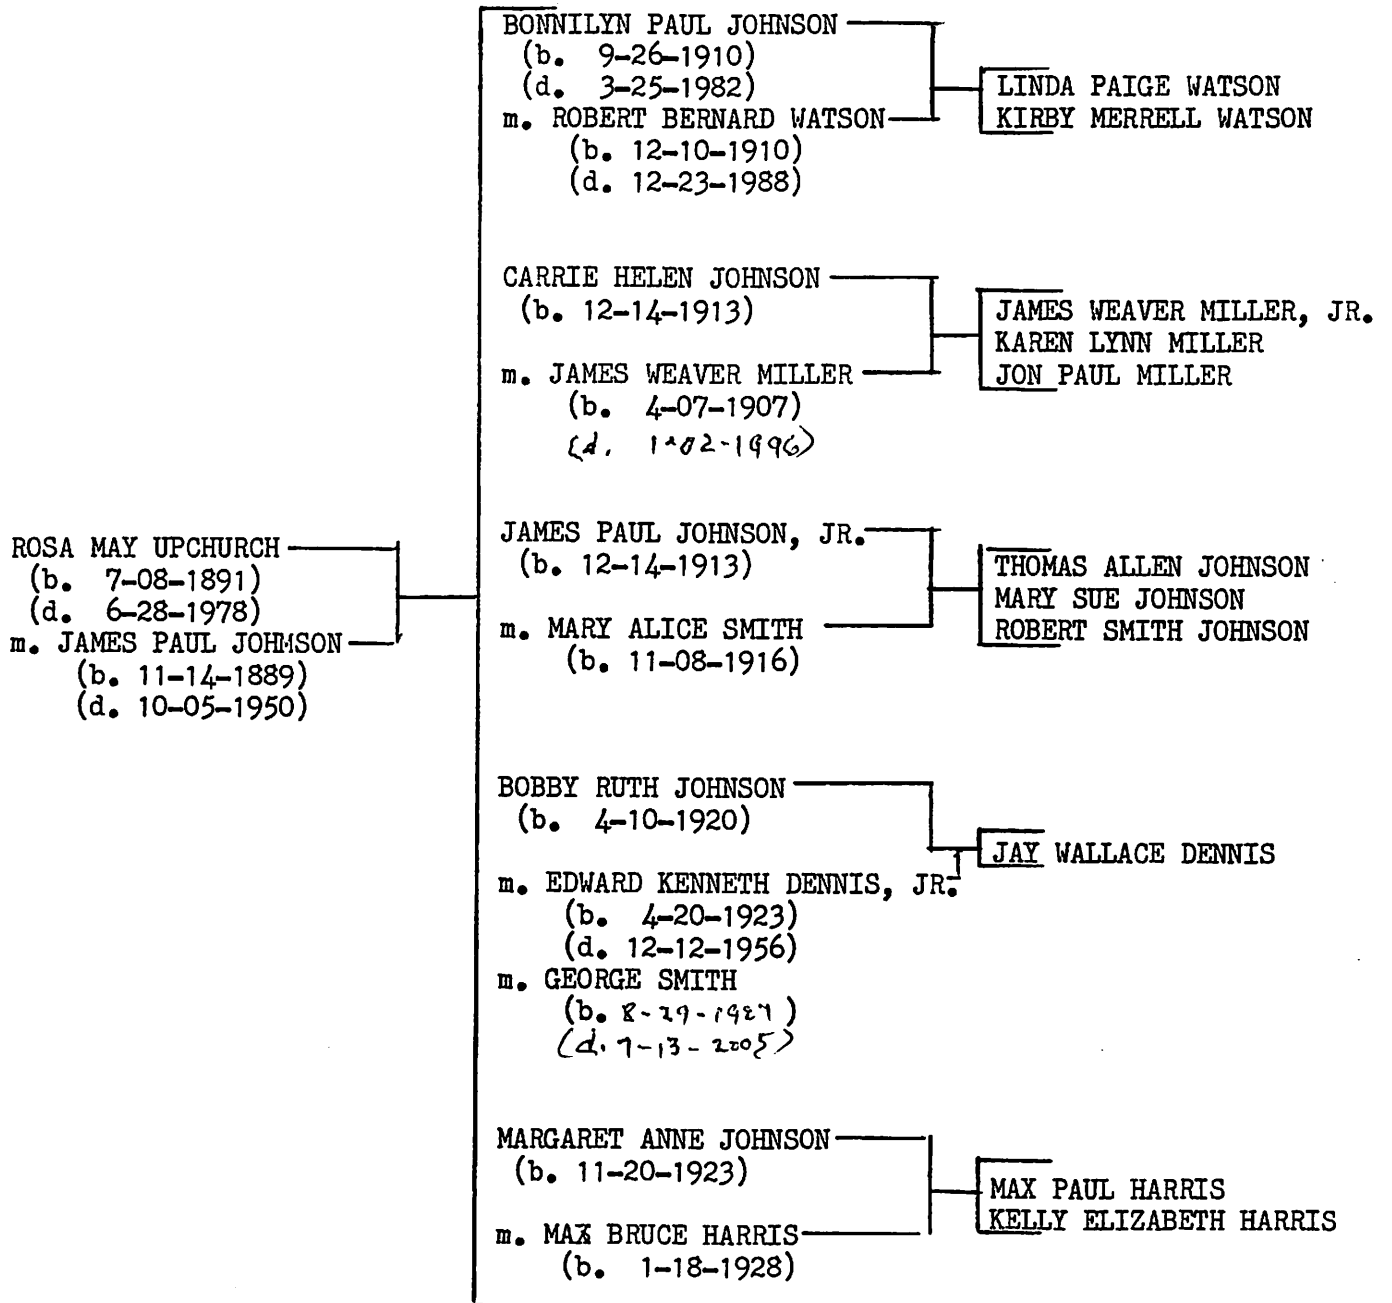 BONNILYN PAUL JOHNSON
(b. 9-26-1910)
(d. 3-25-1982)
m. ROBERT BERNARD WATSON
(b. 12-10-1910)
(d. 12-23-1988)
LINDA PAIGE WATSON
KIRBY MERRELL WATSON
CARRIE HELEN JOHNSON
(b. 12-14-1913)
m. JAMES WEAVER MILLER
(b. 4-07-1907)
(d. 1-02-1996)
JAMES WEAVER MILLER, JR.
KAREN LYNN MILLER
JON PAUL MILLER
ROSA MAY UPCHURCH
(b. 7-08-1891)
(d. 6-28-1978)
m. JAMES PAUL JOHNSON
(b. 11-14-1889)
(d. 10-05-1950)
JAMES PAUL JOHNSON, JR.
(b. 12-14-1913)
m. MARY ALICE SMITH
(b. 11-08-1916)
THOMAS ALLEN JOHNSON
MARY SUE JOHNSON
ROBERT SMITH JOHNSON
BOBBY RUTH JOHNSON
(b. 4-10-1920)
m. EDWARD KENNETH DENNIS, JR.
(b. 4-20-1923)
(d. 12-12-1956)
m. GEORGE SMITH
(b.
(d.
JAY WALLACE DENNIS
MARGARET ANNE JOHNSON
(b. 11-20-1923)
m. MAX BRUCE HARRIS
(b. 1-18-1928)
MAX PAUL HARRIS
KELLY ELIZABETH HARRIS